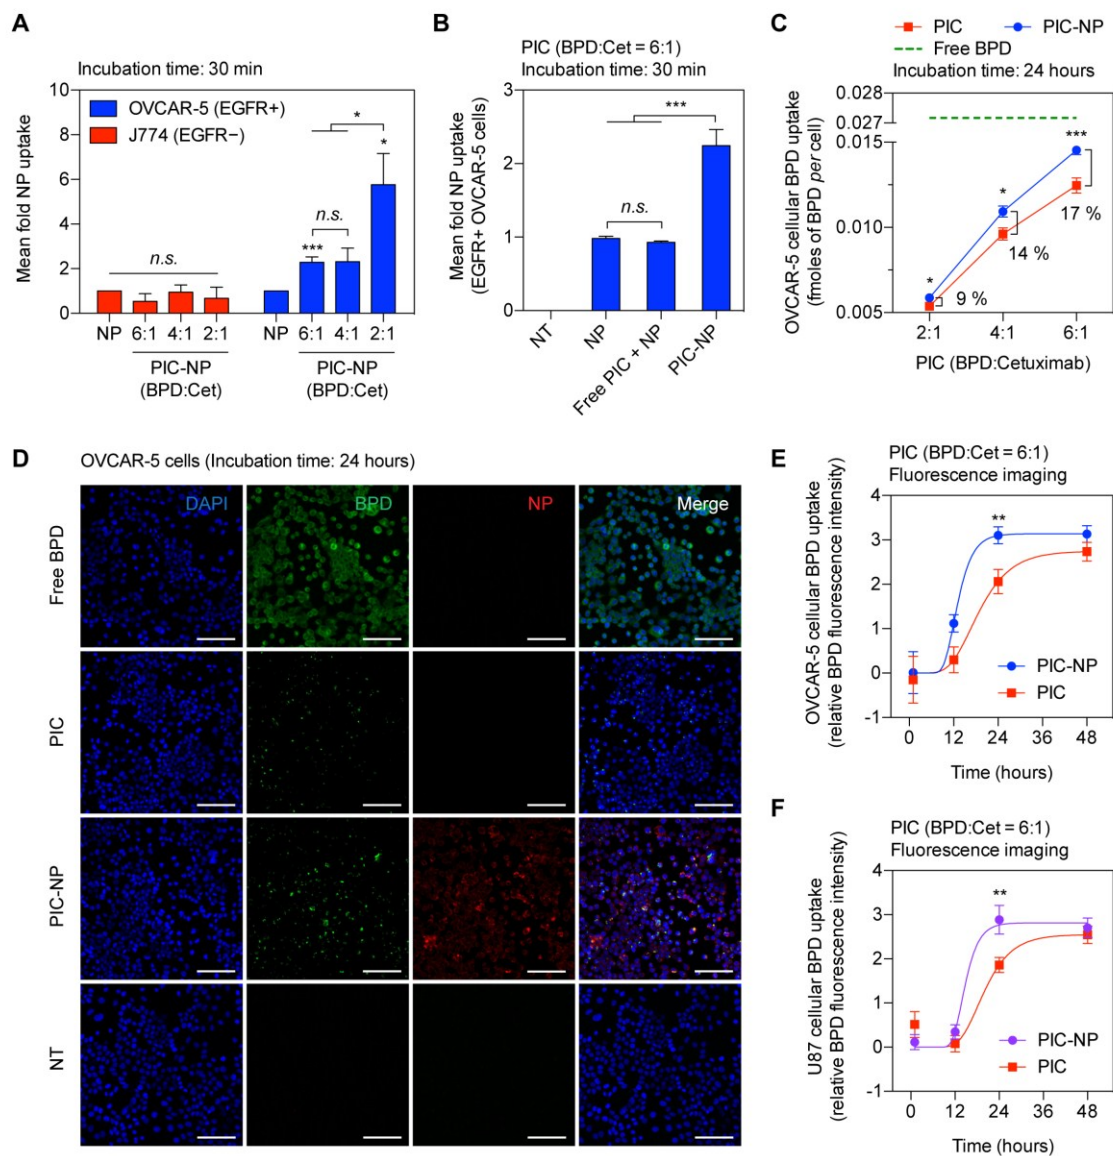 A
Incubation time: 30 min
Mean fold NP uptake
10
8
6
4
2
0
OVCAR-5 (EGFR+)
J774 (EGFR−)
n.s.
***
n.s.
*
*
NP 6:1 4:1 2:1 NP 6:1 4:1 2:1
PIC-NP PIC-NP
(BPD:Cet) (BPD:Cet)
B
PIC (BPD:Cet = 6:1)
Incubation time: 30 min
Mean fold NP uptake
(EGFR+ OVCAR-5 cells)
3
2
1
0
n.s.
***
NT
NP
Free PIC + NP
PIC-NP
C
PIC PIC-NP
Free BPD
Incubation time: 24 hours
OVCAR-5 cellular BPD uptake
(fmoles of BPD per cell)
0.028
0.027
0.015
0.010
0.005
*
9 %
*
14 %
***
17 %
2:1 4:1 6:1
PIC (BPD:Cetuximab)
D
OVCAR-5 cells (Incubation time: 24 hours)
DAPI BPD NP Merge
Free BPD
PIC
PIC-NP
NT
E
PIC (BPD:Cet = 6:1)
Fluorescence imaging
OVCAR-5 cellular BPD uptake
(relative BPD fluorescence intensity)
4
3
2
1
0
-1
**
PIC-NP
PIC
0 12 24 36 48
Time (hours)
F
PIC (BPD:Cet = 6:1)
Fluorescence imaging
U87 cellular BPD uptake
(relative BPD fluorescence intensity)
4
3
2
1
0
-1
**
PIC-NP
PIC
0 12 24 36 48
Time (hours)